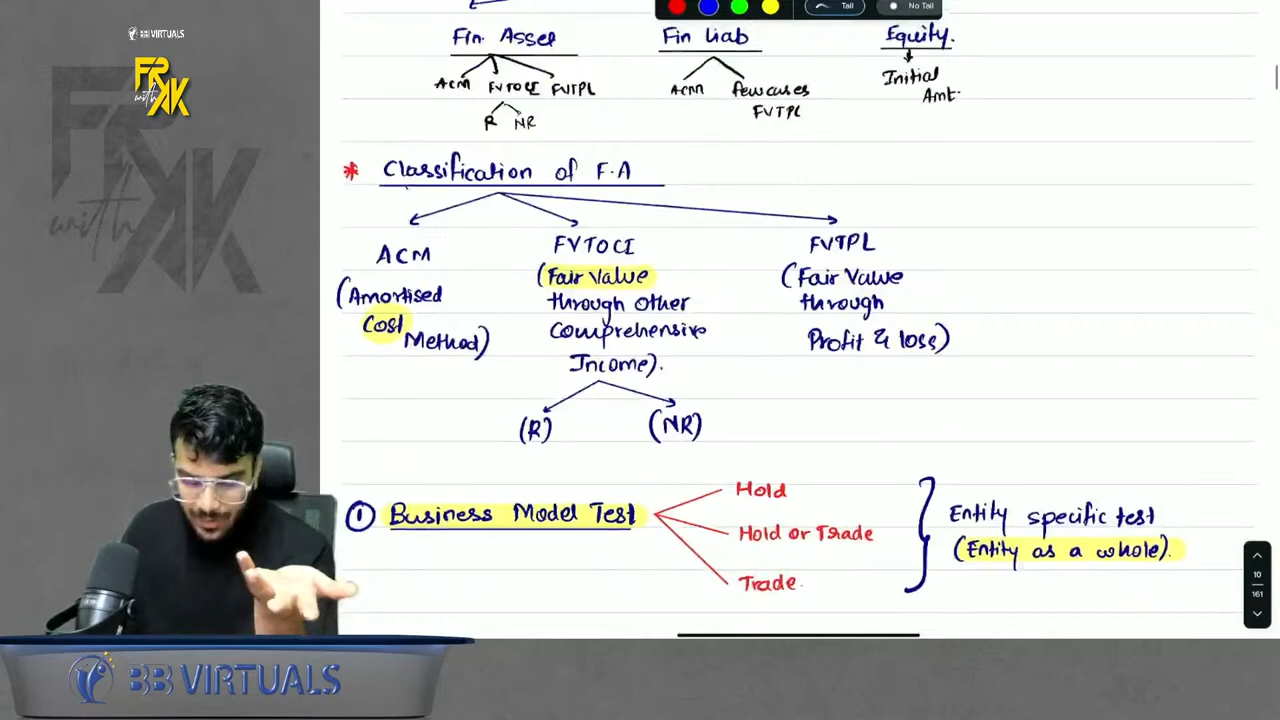 Tail
No Tail
BB VIRTUALS
FR
with
AK
Fin. Asset
Fin Liab
Equity.
ACM FVTOCI FVTPL
ACM few cases
FVTPL
Initial
Amt.
R NR
* Classification of F.A
ACM
(Amortised
Cost
Method)
FVTOCI
(Fair Value
through other
comprehensive
Income).
(R) (NR)
FVTPL
(Fair Value
through
Profit & loss)
① Business Model Test
Hold
Hold or Trade
Trade.
Entity specific test
(Entity as a whole).
10
161
BB VIRTUALS